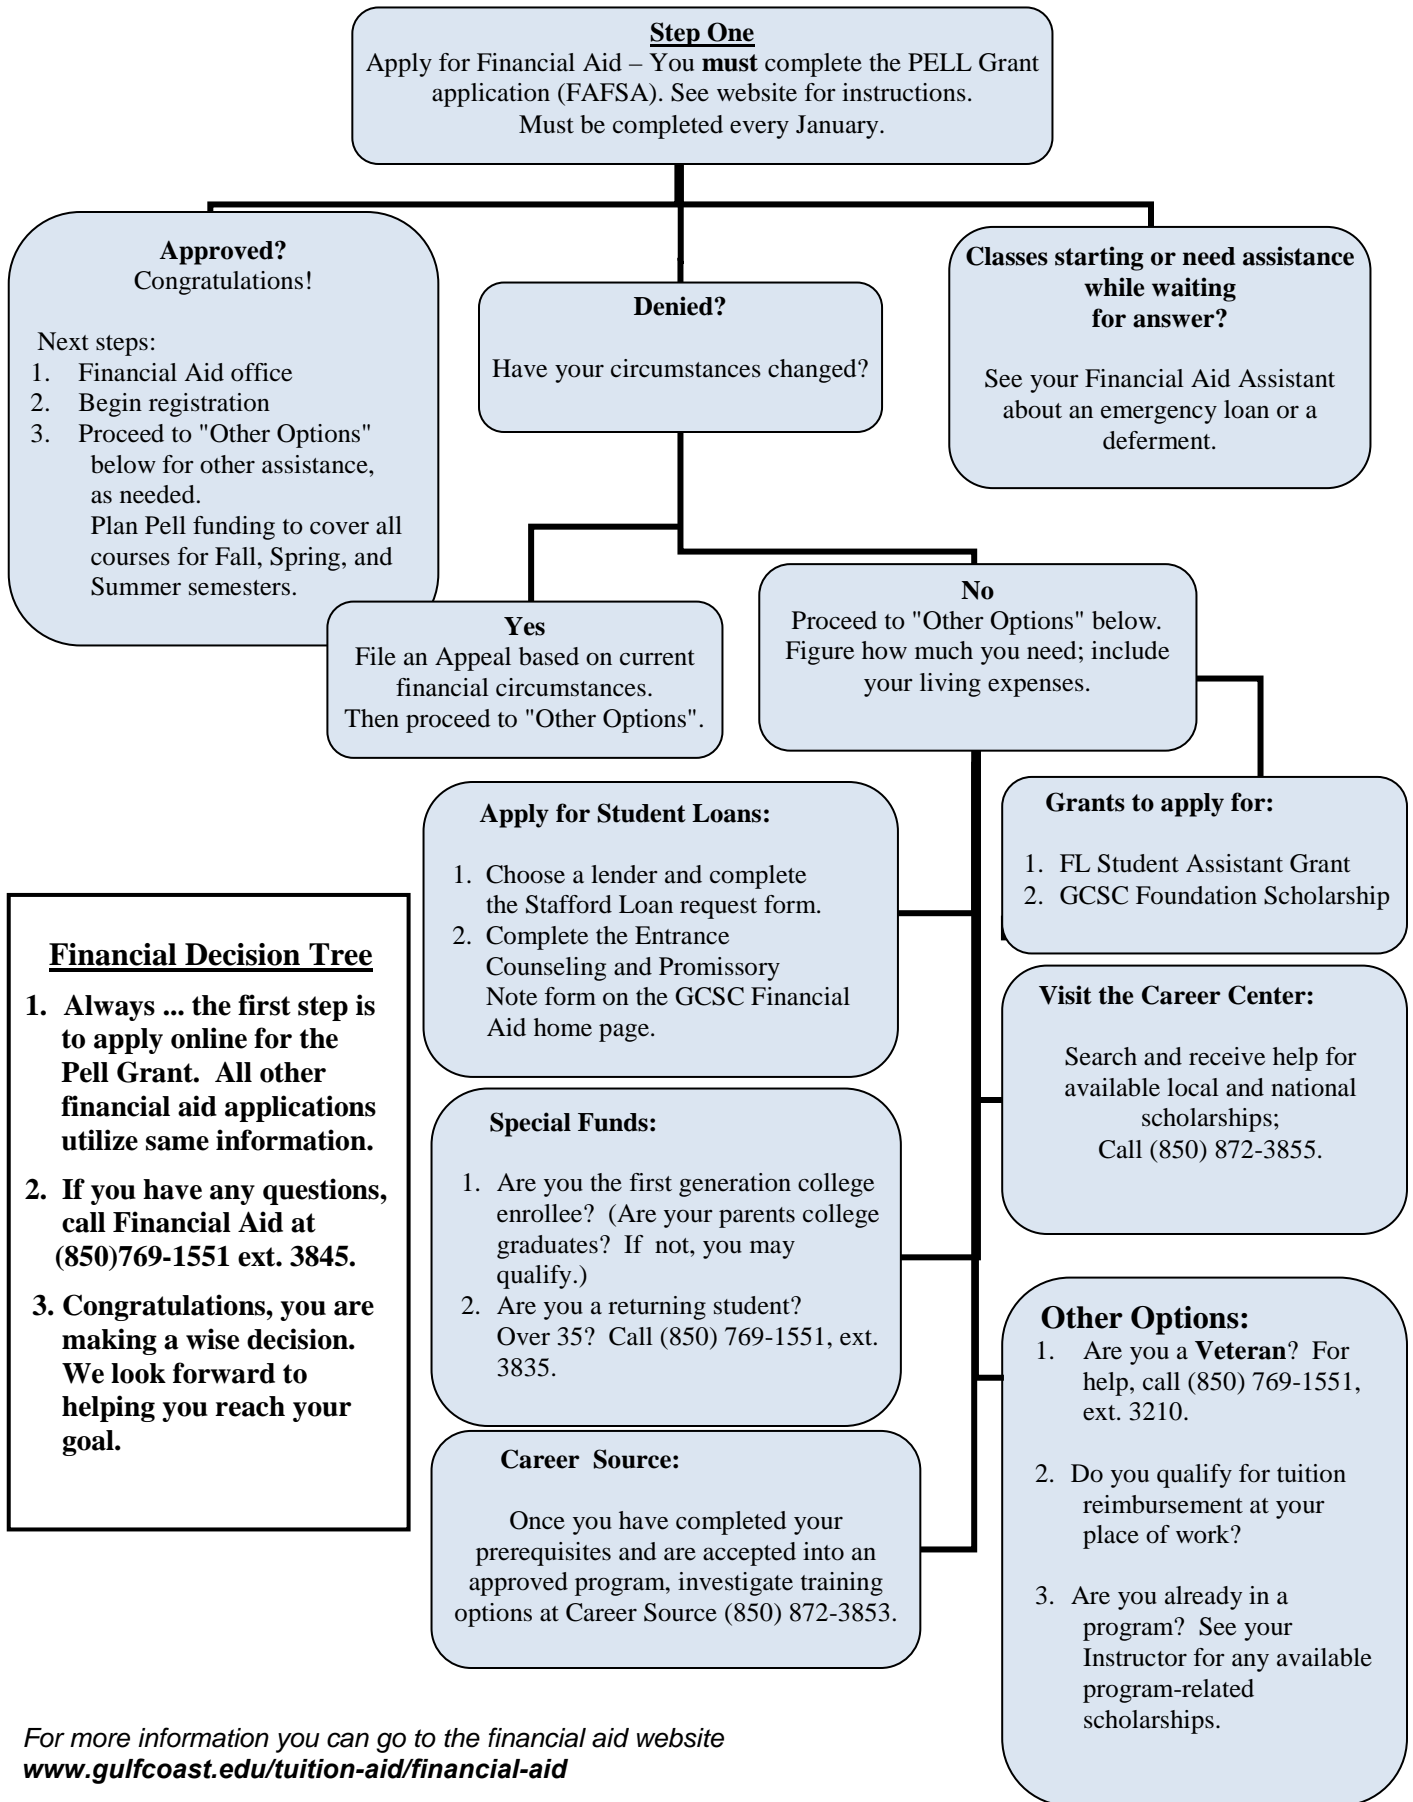 Step One
Apply for Financial Aid – You must complete the PELL Grant
application (FAFSA). See website for instructions.
Must be completed every January.
Approved?
Congratulations!
Next steps:
1. Financial Aid office
2. Begin registration
3. Proceed to "Other Options"
below for other assistance,
as needed.
Plan Pell funding to cover all
courses for Fall, Spring, and
Summer semesters.
Denied?
Have your circumstances changed?
Classes starting or need assistance
while waiting
for answer?
See your Financial Aid Assistant
about an emergency loan or a
deferment.
Yes
File an Appeal based on current
financial circumstances.
Then proceed to "Other Options".
No
Proceed to "Other Options" below.
Figure how much you need; include
your living expenses.
Apply for Student Loans:
1. Choose a lender and complete
the Stafford Loan request form.
2. Complete the Entrance
Counseling and Promissory
Note form on the GCSC Financial
Aid home page.
Grants to apply for:
1. FL Student Assistant Grant
2. GCSC Foundation Scholarship
Financial Decision Tree
1. Always ... the first step is
to apply online for the
Pell Grant. All other
financial aid applications
utilize same information.
2. If you have any questions,
call Financial Aid at
(850)769-1551 ext. 3845.
3. Congratulations, you are
making a wise decision.
We look forward to
helping you reach your
goal.
Visit the Career Center:
Search and receive help for
available local and national
scholarships;
Call (850) 872-3855.
Special Funds:
1. Are you the first generation college
enrollee? (Are your parents college
graduates? If not, you may
qualify.)
2. Are you a returning student?
Over 35? Call (850) 769-1551, ext.
3835.
Other Options:
1. Are you a Veteran? For
help, call (850) 769-1551,
ext. 3210.
2. Do you qualify for tuition
reimbursement at your
place of work?
3. Are you already in a
program? See your
Instructor for any available
program-related
scholarships.
Career Source:
Once you have completed your
prerequisites and are accepted into an
approved program, investigate training
options at Career Source (850) 872-3853.
For more information you can go to the financial aid website
www.gulfcoast.edu/tuition-aid/financial-aid